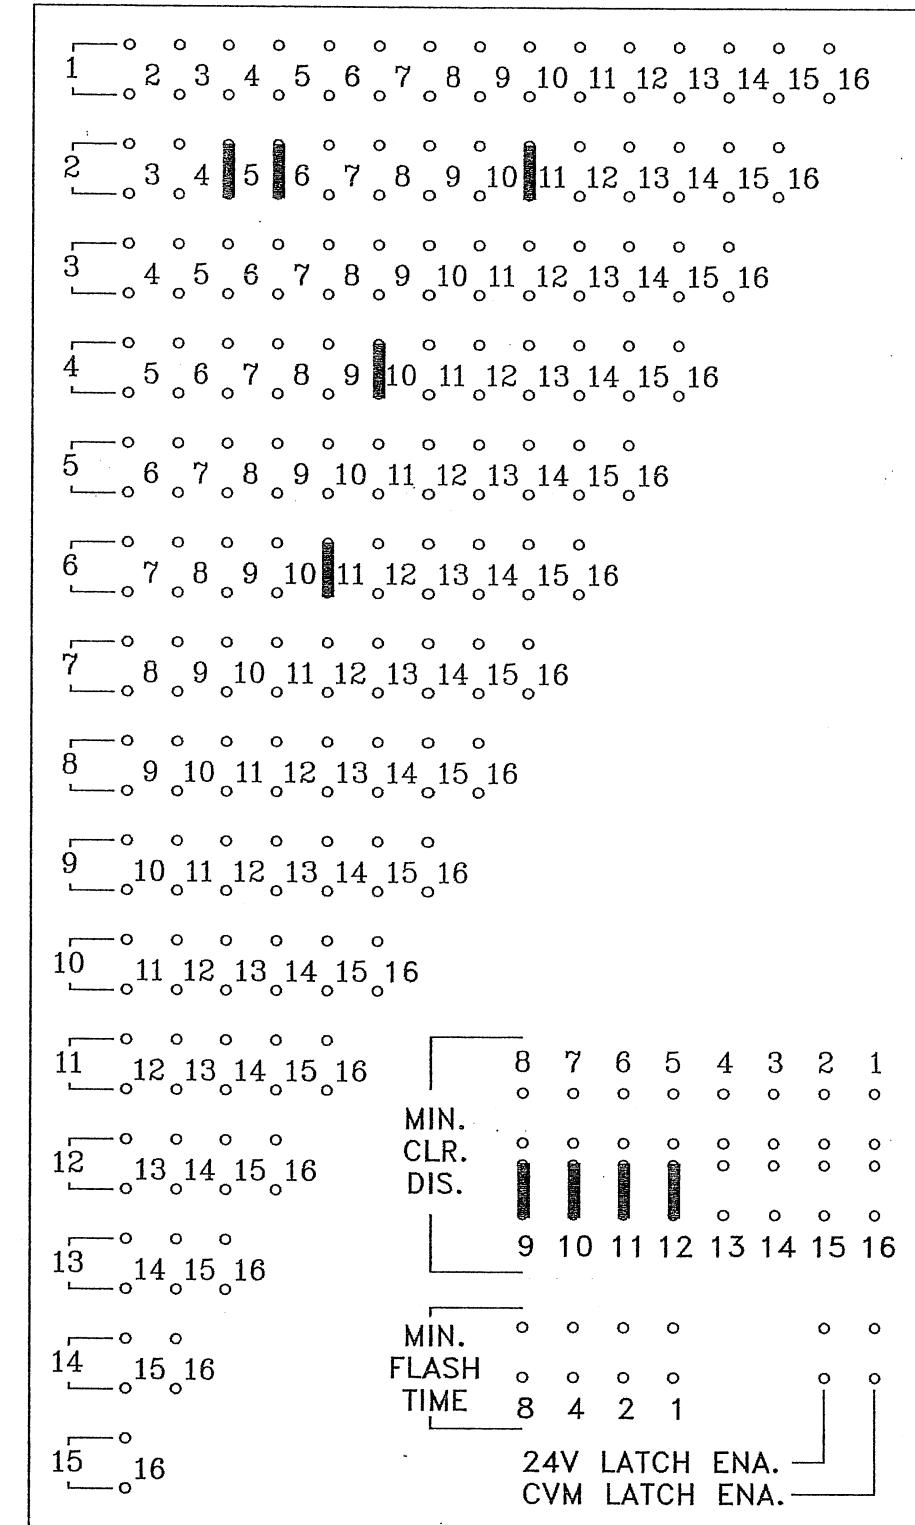 1 2 3 4 5 6 7 8 9 10 11 12 13 14 15 16
2 3 4 5 6 7 8 9 10 11 12 13 14 15 16
3 4 5 6 7 8 9 10 11 12 13 14 15 16
4 5 6 7 8 9 10 11 12 13 14 15 16
5 6 7 8 9 10 11 12 13 14 15 16
6 7 8 9 10 11 12 13 14 15 16
7 8 9 10 11 12 13 14 15 16
8 9 10 11 12 13 14 15 16
9 10 11 12 13 14 15 16
10 11 12 13 14 15 16
11 12 13 14 15 16
12 13 14 15 16
13 14 15 16
14 15 16
15 16
8 7 6 5 4 3 2 1
MIN.
CLR.
DIS.
9 10 11 12 13 14 15 16
MIN.
FLASH
TIME
8 4 2 1
24V LATCH ENA.
CVM LATCH ENA.